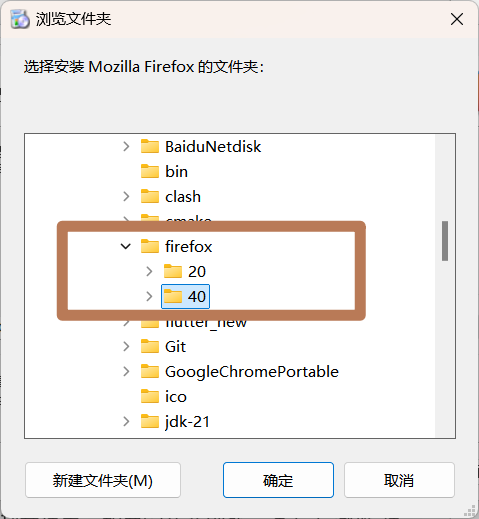 浏览文件夹
选择安装 Mozilla Firefox 的文件夹：
BaiduNetdisk
bin
clash
cmake
firefox
20
40
flutter_new
Git
GoogleChromePortable
ico
jdk-21
新建文件夹(M)
确定
取消